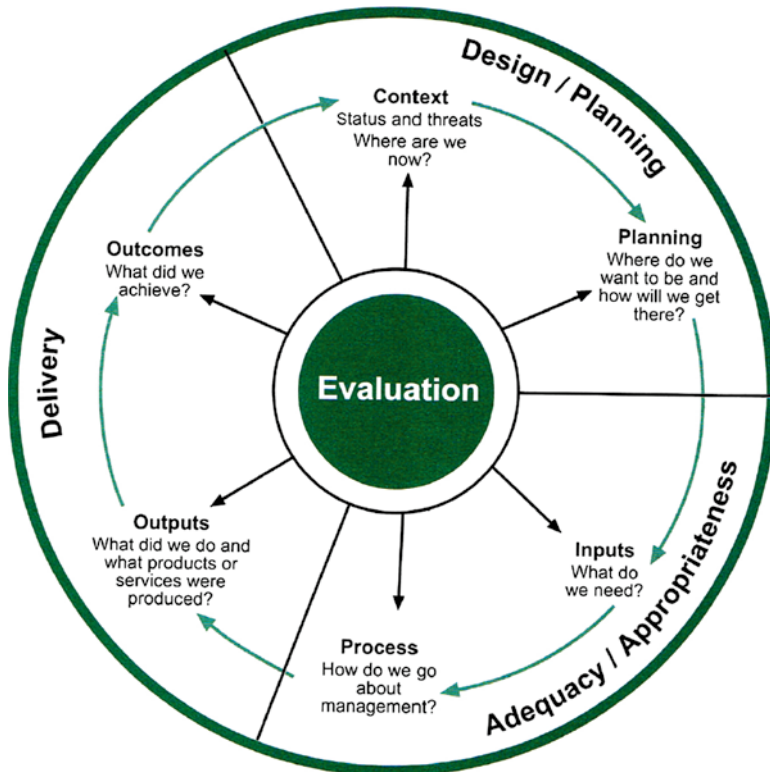 Design / Planning
Context
Status and threats
Where are we
now?
Planning
Where do we
want to be and
how will we get
there?
Outcomes
What did we
achieve?
Delivery
Evaluation
Outputs
What did we do and
what products or
services were
produced?
Inputs
What do
we need?
Process
How do we go
about
management?
Adequacy / Appropriateness